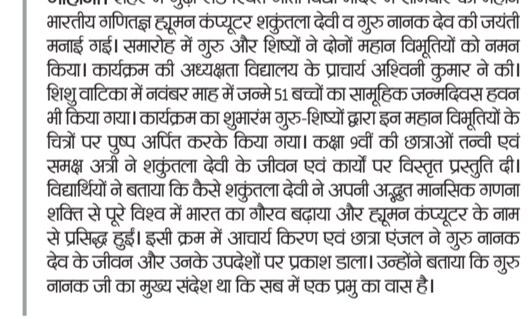 भारतीय गणितज्ञ ह्यूमन कंप्यूटर शकुंतला देवी व गुरु नानक देव की जयंती
मनाई गई। समारोह में गुरु और शिष्यों ने दोनों महान विभूतियों को नमन
किया। कार्यक्रम की अध्यक्षता विद्यालय के प्राचार्य अश्विनी कुमार ने की।
शिशु वाटिका में नवंबर माह में जन्मे 51 बच्चों का सामूहिक जन्मदिवस हवन
भी किया गया। कार्यक्रम का शुभारंभ गुरु-शिष्यों द्वारा इन महान विभूतियों के
चित्रों पर पुष्प अर्पित करके किया गया। कक्षा 9वीं की छात्राओं तन्वी एवं
समक्ष अत्री ने शकुंतला देवी के जीवन एवं कार्यों पर विस्तृत प्रस्तुति दी।
विद्यार्थियों ने बताया कि कैसे शकुंतला देवी ने अपनी अद्भुत मानसिक गणना
शक्ति से पूरे विश्व में भारत का गौरव बढ़ाया और ह्यूमन कंप्यूटर के नाम
से प्रसिद्ध हुईं। इसी क्रम में आचार्य किरण एवं छात्रा एंजल ने गुरु नानक
देव के जीवन और उनके उपदेशों पर प्रकाश डाला। उन्होंने बताया कि गुरु
नानक जी का मुख्य संदेश था कि सब में एक प्रभु का वास है।